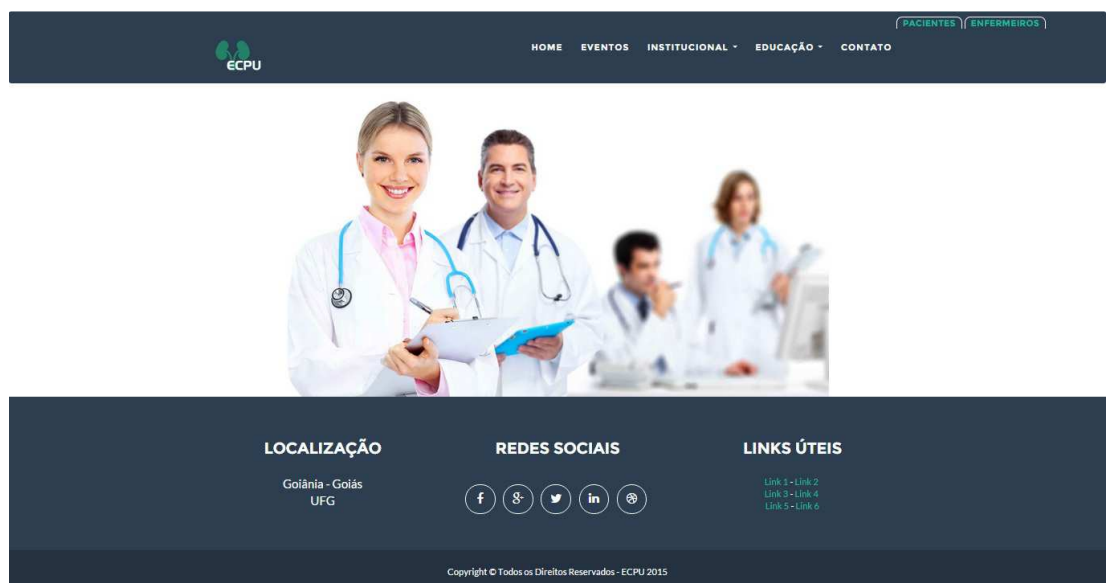 PACIENTES ENFERMEIROS
ECPU
HOME EVENTOS INSTITUCIONAL EDUCAÇÃO CONTATO
LOCALIZAÇÃO
Goiânia - Goiás
UFG
REDES SOCIAIS
f g+ in
LINKS ÚTEIS
Link 1 - Link 2
Link 3 - Link 4
Link 5 - Link 6
Copyright © Todos os Direitos Reservados - ECPU 2015